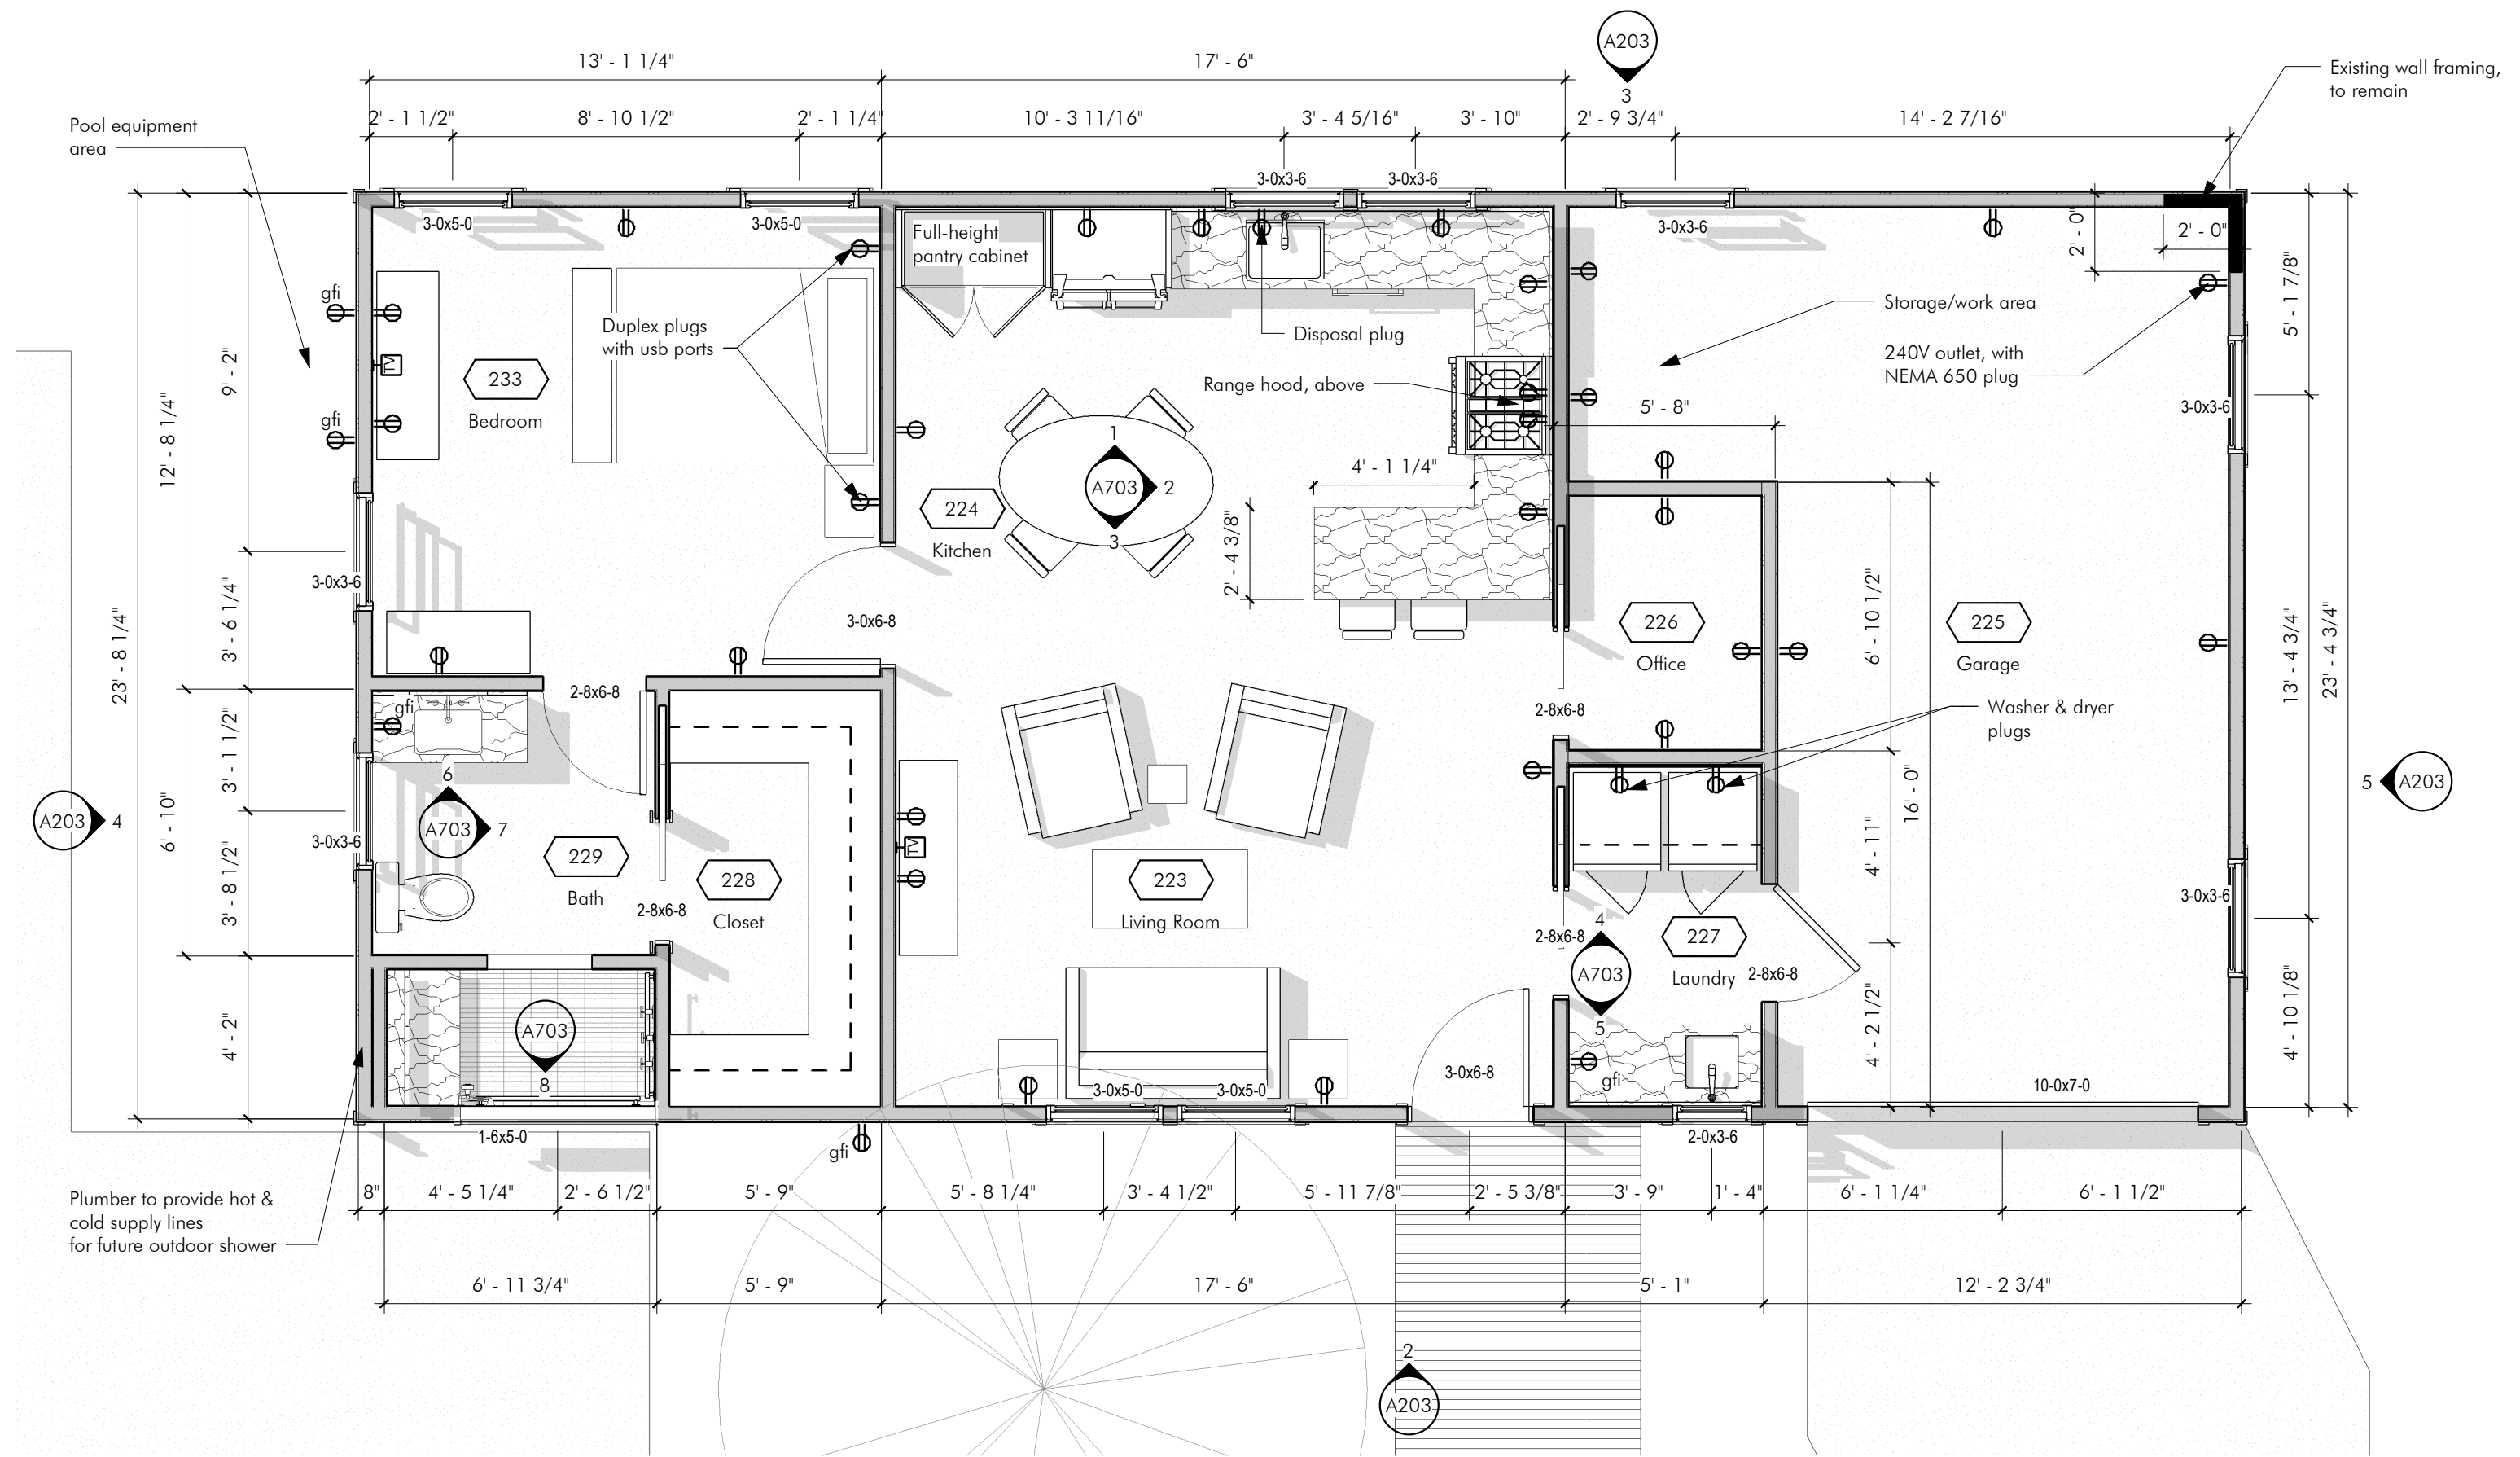 A203
3
13' - 1 1/4"
17' - 6"
Existing wall framing,
to remain
2' - 1 1/2"
8' - 10 1/2"
2' - 1 1/4"
10' - 3 11/16"
3' - 4 5/16"
3' - 10"
2' - 9 3/4"
14' - 2 7/16"
Pool equipment
area
3-0x3-6
3-0x3-6
3-0x5-0
3-0x5-0
3-0x3-6
Full-height
pantry cabinet
2' - 0"
2' - 0"
gfi
gfi
TV
233
Bedroom
Duplex plugs
with usb ports
Disposal plug
Range hood, above
Storage/work area
240V outlet, with
NEMA 650 plug
5' - 8"
3-0x3-6
5' - 1 7/8"
9' - 2"
12' - 8 1/4"
23' - 8 1/4"
3' - 6 1/4"
3' - 1 1/2"
6' - 10"
3' - 8 1/2"
4' - 2"
1
A703
2
3
224
Kitchen
4' - 1 1/4"
2' - 4 3/8"
3-0x3-6
3-0x6-8
226
Office
225
Garage
6' - 10 1/2"
13' - 4 3/4"
23' - 4 3/4"
2-8x6-8
gfi
2-8x6-8
Washer & dryer
plugs
6
A703
7
3-0x3-6
A203
4
229
Bath
228
Closet
2-8x6-8
TV
223
Living Room
4' - 11"
16' - 0"
5
A203
3-0x3-6
4
2-8x6-8
A703
5
227
Laundry
2-8x6-8
4' - 2 1/2"
4' - 10 1/8"
A703
8
3-0x5-0
3-0x5-0
3-0x6-8
gfi
10-0x7-0
1-6x5-0
gfi
2-0x3-6
Plumber to provide hot &
cold supply lines
for future outdoor shower
8"
4' - 5 1/4"
2' - 6 1/2"
5' - 9"
5' - 8 1/4"
3' - 4 1/2"
5' - 11 7/8"
2' - 5 3/8"
3' - 9"
1' - 4"
6' - 1 1/4"
6' - 1 1/2"
6' - 11 3/4"
5' - 9"
17' - 6"
5' - 1"
12' - 2 3/4"
2
A203